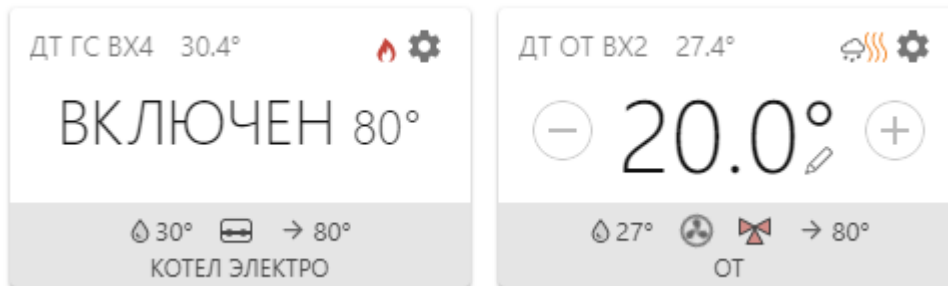 ДТ ГС ВХ4 30.4°
ВКЛЮЧЕН 80°
30° → 80°
КОТЕЛ ЭЛЕКТРО
ДТ ОТ ВХ2 27.4°
20.0°
27° → 80°
ОТ